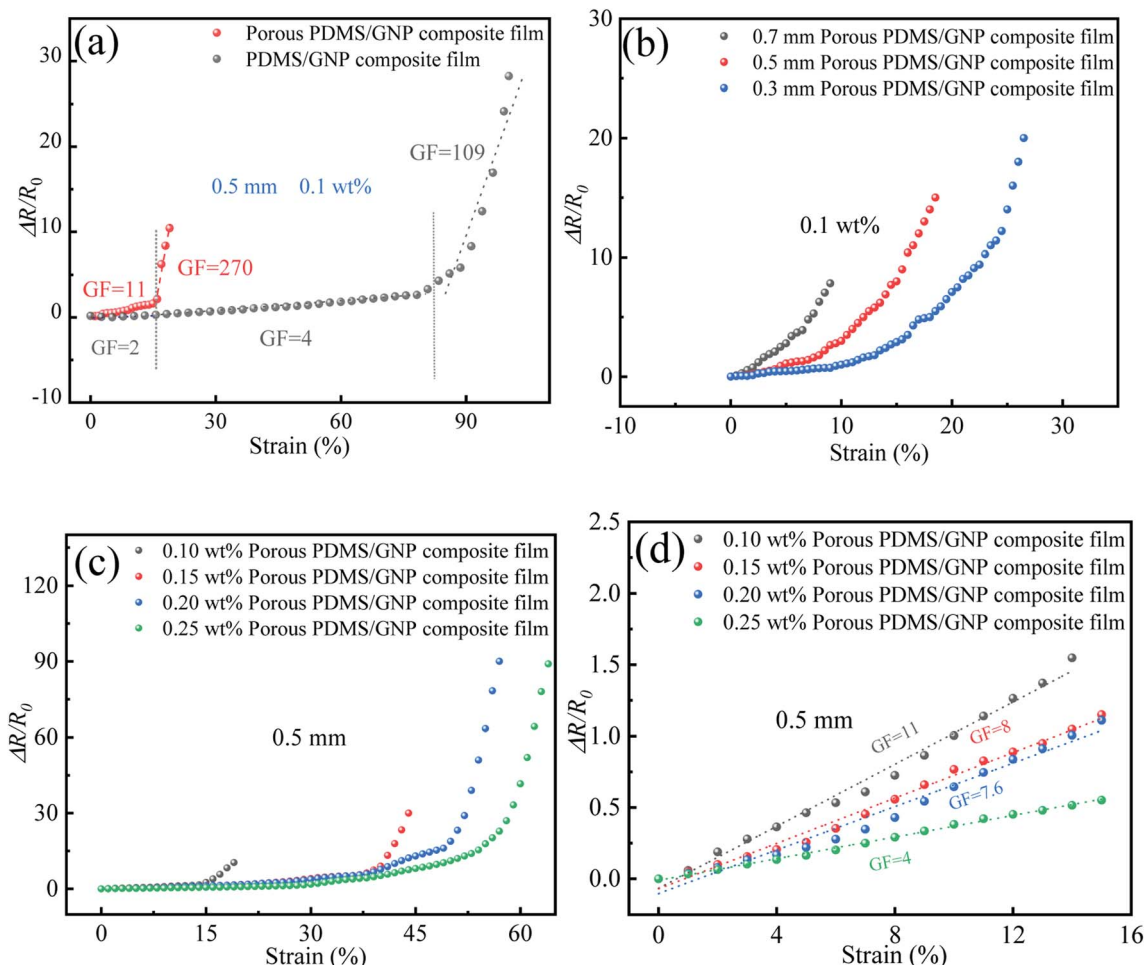 (a)
Porous PDMS/GNP composite film
PDMS/GNP composite film
30
20
10
0
-10
ΔR/R0
GF=109
0.5 mm 0.1 wt%
GF=11
GF=270
GF=2
GF=4
0 30 60 90
Strain (%)
(b)
0.7 mm Porous PDMS/GNP composite film
0.5 mm Porous PDMS/GNP composite film
0.3 mm Porous PDMS/GNP composite film
30
20
10
0
ΔR/R0
0.1 wt%
-10 0 10 20 30
Strain (%)
(c)
0.10 wt% Porous PDMS/GNP composite film
0.15 wt% Porous PDMS/GNP composite film
0.20 wt% Porous PDMS/GNP composite film
0.25 wt% Porous PDMS/GNP composite film
120
90
60
30
0
ΔR/R0
0.5 mm
0 15 30 45 60
Strain (%)
(d)
0.10 wt% Porous PDMS/GNP composite film
0.15 wt% Porous PDMS/GNP composite film
0.20 wt% Porous PDMS/GNP composite film
0.25 wt% Porous PDMS/GNP composite film
2.5
2.0
1.5
1.0
0.5
0.0
ΔR/R0
0.5 mm
GF=11
GF=8
GF=7.6
GF=4
0 4 8 12 16
Strain (%)